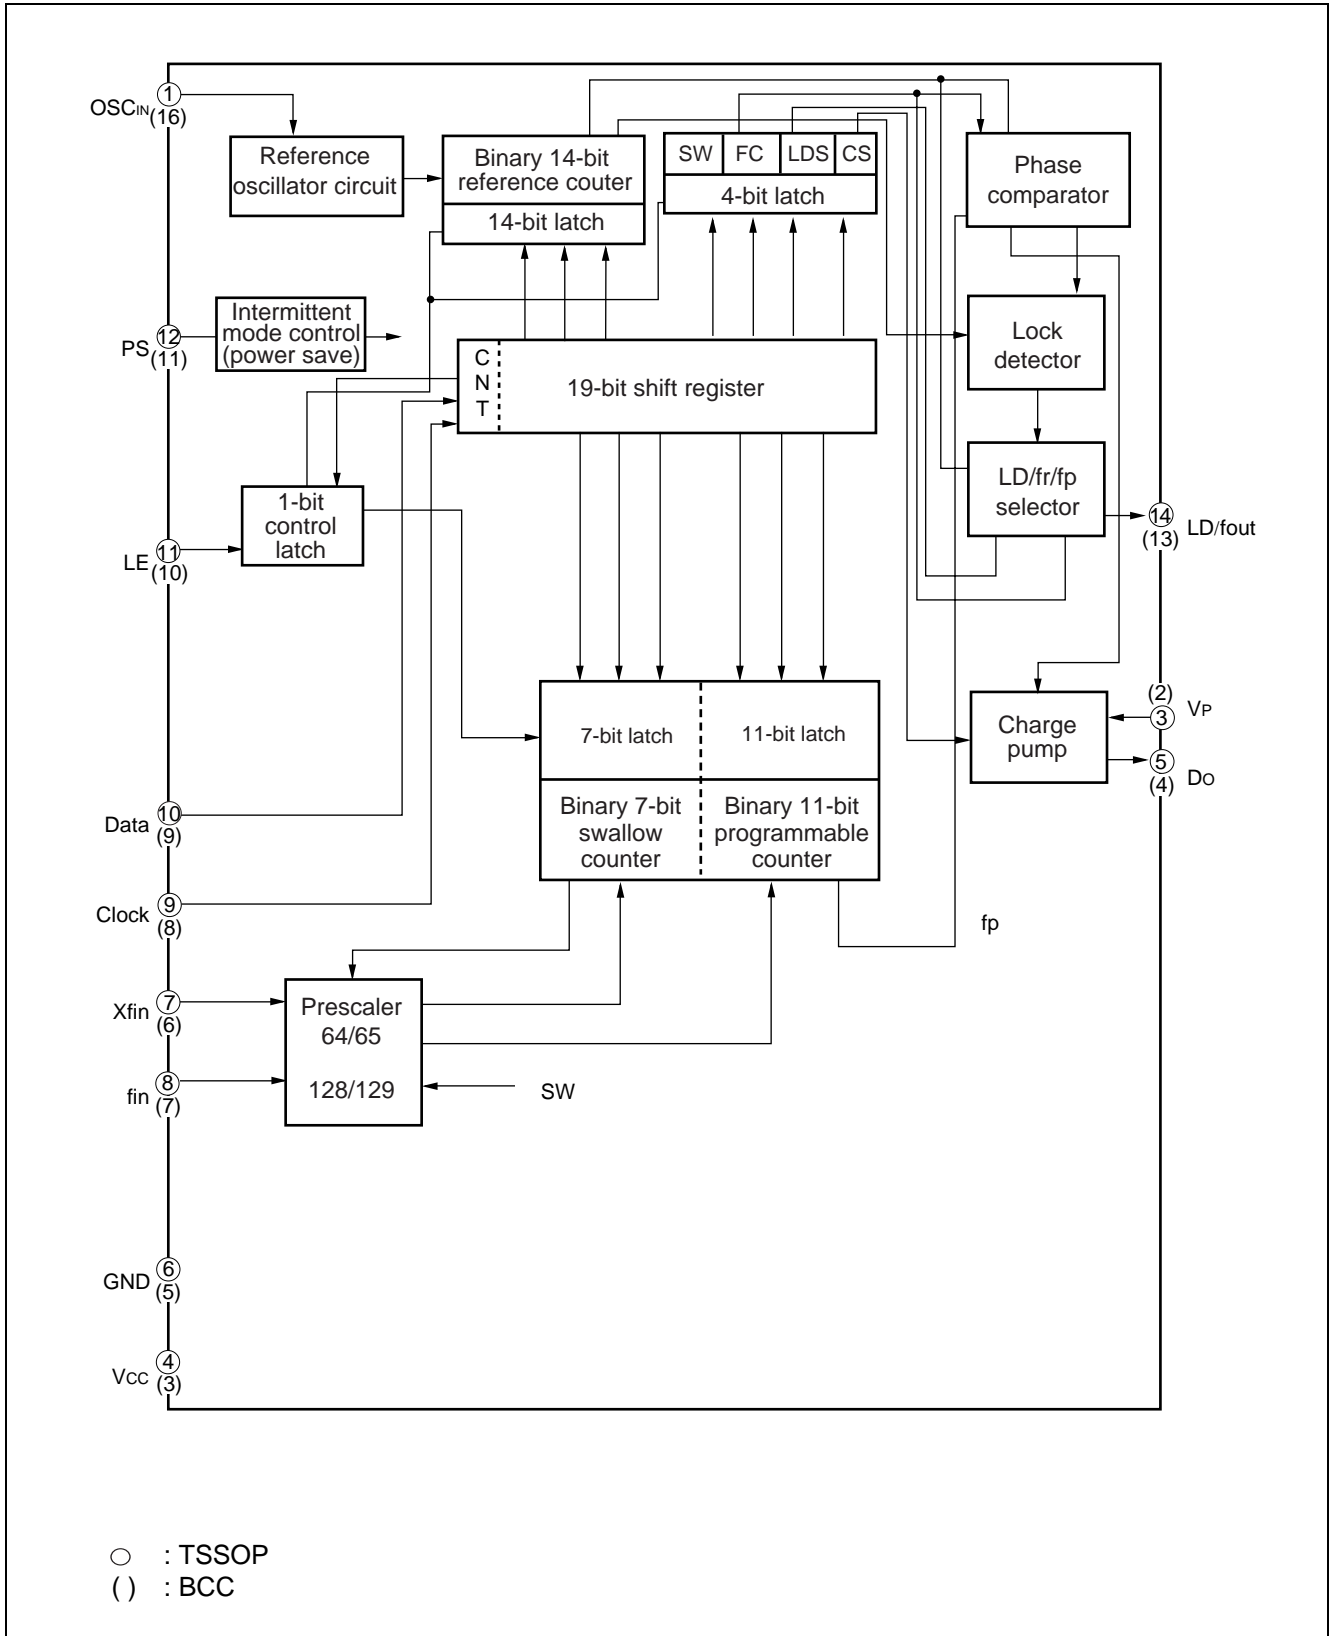 OSCIN
1
(16)
Reference
oscillator circuit
Binary 14-bit
reference couter
14-bit latch
SW FC LDS CS
4-bit latch
Phase
comparator
PS
12
(11)
Intermittent
mode control
(power save)
C
N
T
19-bit shift register
Lock
detector
LE
11
(10)
1-bit
control
latch
LD/fr/fp
selector
14
(13)
LD/fout
7-bit latch
11-bit latch
Binary 7-bit
swallow
counter
Binary 11-bit
programmable
counter
Charge
pump
(2)
3
VP
5
(4)
DO
Data
10
(9)
Clock
9
(8)
fp
Xfin
7
(6)
fin
8
(7)
Prescaler
64/65
128/129
SW
GND
6
(5)
VCC
4
(3)
: TSSOP
( ) : BCC